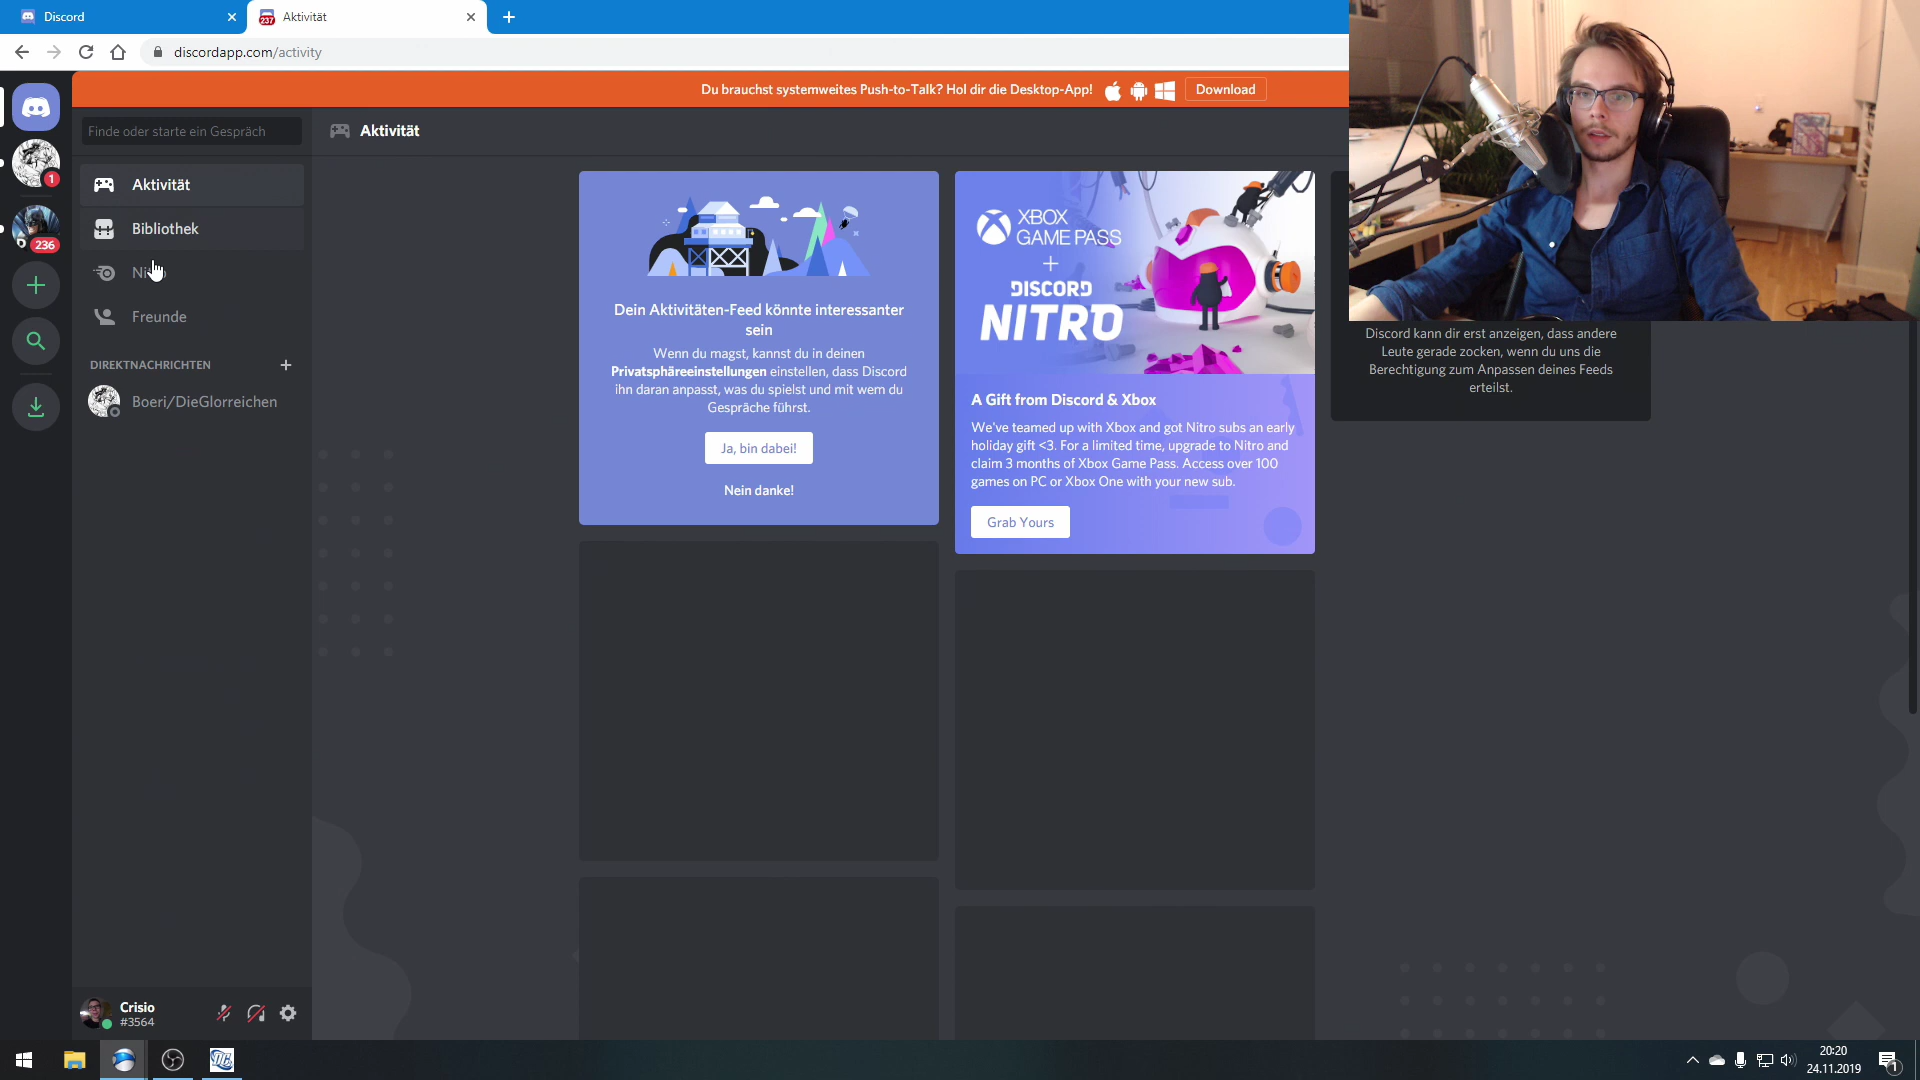 Discord
237
Aktivität
discordapp.com/activity
Du brauchst systemweites Push-to-Talk? Hol dir die Desktop-App!
Download
Finde oder starte ein Gespräch
Aktivität
1
236
Aktivität
Bibliothek
Freunde
DIREKTNACHRICHTEN
Boeri/DieGlorreichen
Dein Aktivitäten-Feed könnte interessanter
sein
Wenn du magst, kannst du in deinen
Privatsphäreeinstellungen einstellen, dass Discord
ihn daran anpasst, was du spielst und mit wem du
Gespräche führst.
Ja, bin dabei!
Nein danke!
XBOX
GAME PASS
+
DISCORD
NITRO
A Gift from Discord & Xbox
We've teamed up with Xbox and got Nitro subs an early
holiday gift <3. For a limited time, upgrade to Nitro and
claim 3 months of Xbox Game Pass. Access over 100
games on PC or Xbox One with your new sub.
Grab Yours
Discord kann dir erst anzeigen, dass andere
Leute gerade zocken, wenn du uns die
Berechtigung zum Anpassen deines Feeds
erteilst.
Crisio
#3564
DC
20:20
24.11.2019
1